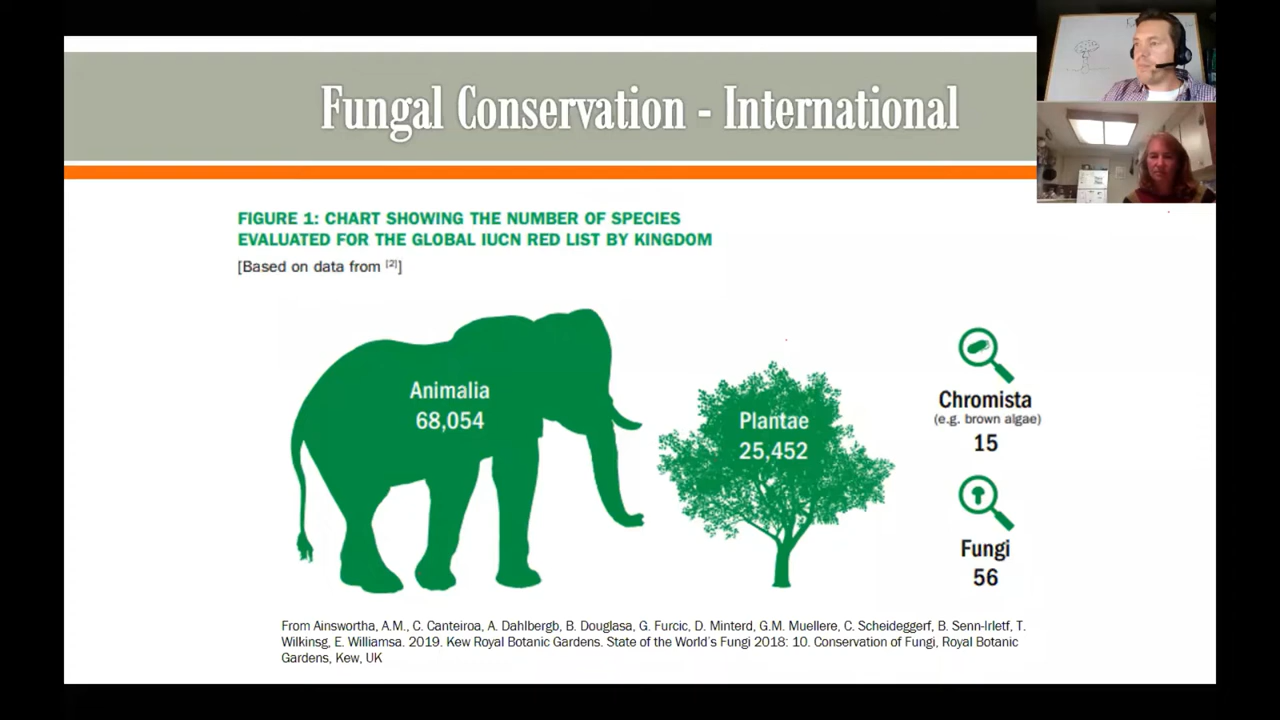 Fungal Conservation - International
FIGURE 1: CHART SHOWING THE NUMBER OF SPECIES
EVALUATED FOR THE GLOBAL IUCN RED LIST BY KINGDOM
[Based on data from [2]]
Animalia
68,054
Plantae
25,452
Chromista
(e.g. brown algae)
15
Fungi
56
From Ainswortha, A.M., C. Canteiroa, A. Dahlbergb, B. Douglasa, G. Furcic, D. Minterd, G.M. Muellere, C. Scheideggerf, B. Senn-Irletf, T.
Wilkinsg, E. Williamsa. 2019. Kew Royal Botanic Gardens. State of the World's Fungi 2018: 10. Conservation of Fungi, Royal Botanic
Gardens, Kew, UK